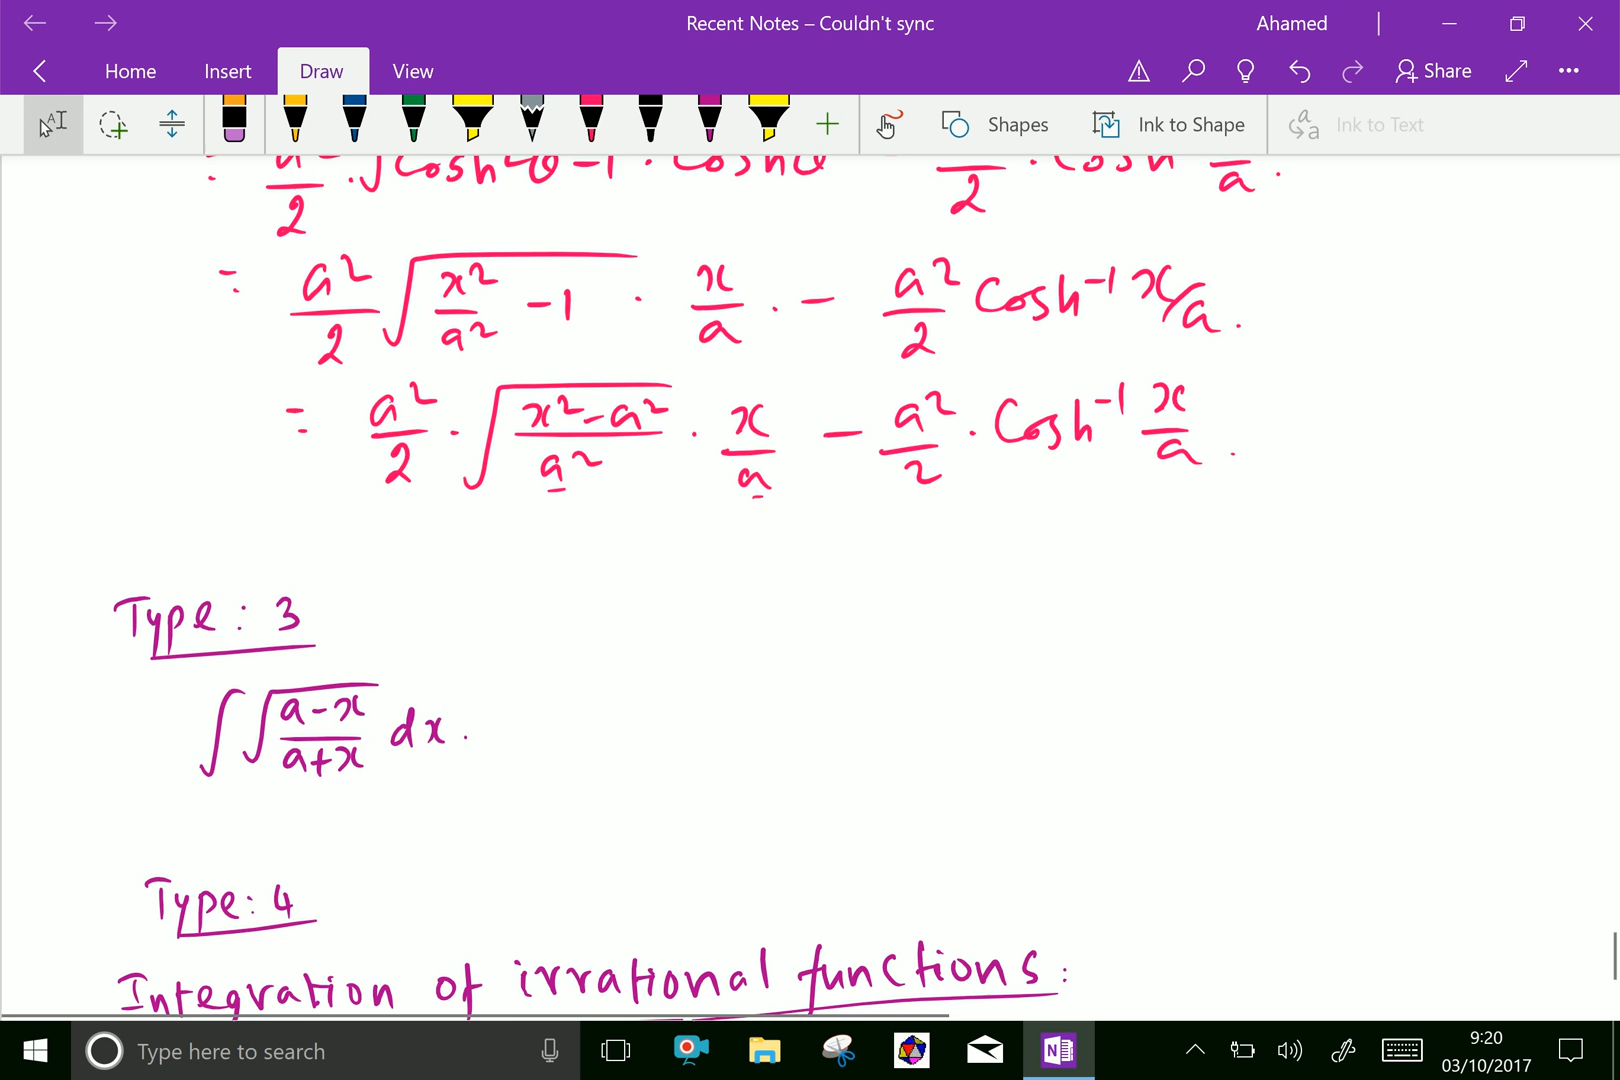 Recent Notes – Couldn't sync
Ahamed
Home Insert Draw View Share
Shapes Ink to Shape Ink to Text
= a²/2 · √(x²/a² - 1) · x/a · - a²/2 Cosh⁻¹ x/a .
= a²/2 · √((x²-a²)/a²) · x/a - a²/2 · Cosh⁻¹ x/a .
Type : 3
∫ √((a-x)/(a+x)) dx .
Type : 4
Integration of irrational functions :
Type here to search
9:20
03/10/2017